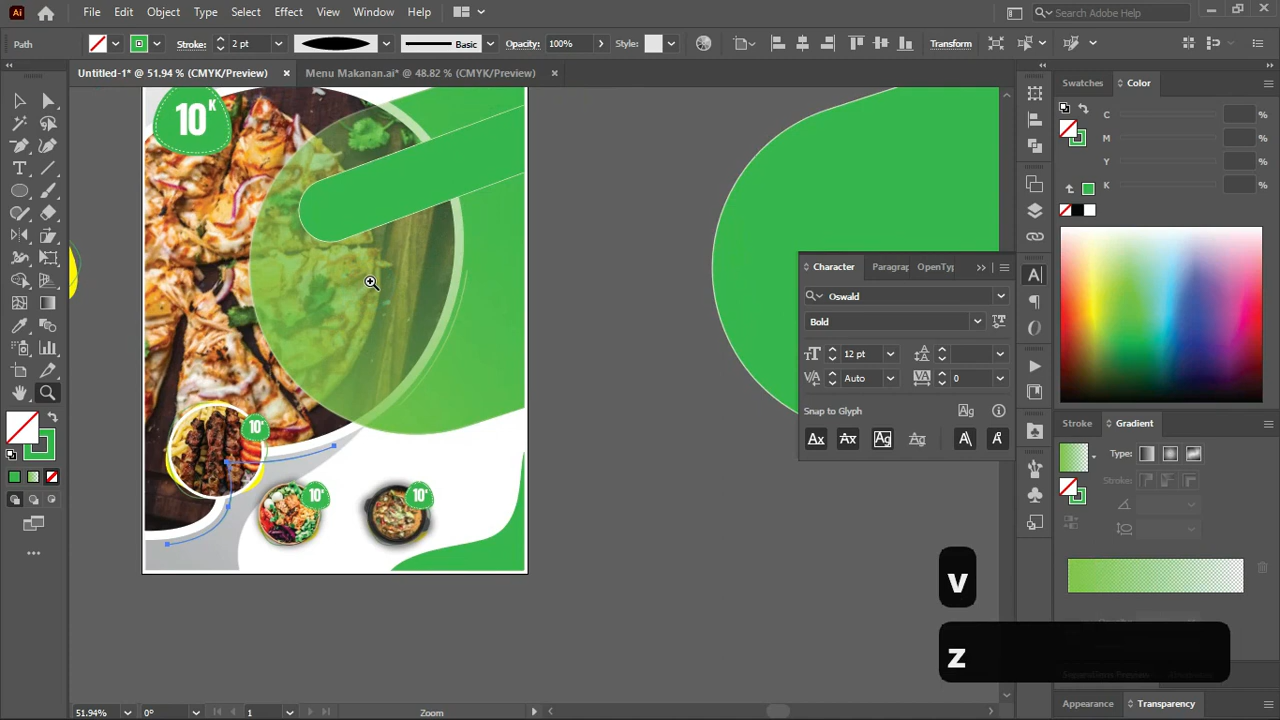 Ai File Edit Object Type Select Effect View Window Help Search Adobe Help
Path Stroke: 2 pt Basic Opacity: 100% Style: Transform
Untitled-1* @ 51.94 % (CMYK/Preview) × Menu Makanan.ai* @ 48.82 % (CMYK/Preview) ×
Swatches Color
C %
M %
Y %
K %
10K
10K
10K
10K
Character Paragrap OpenTyp
Oswald
Bold
12 pt
Auto 0
Snap to Glyph
Stroke Gradient
Type:
Stroke:
v
z
Appearance Transparency
51.94% 0° 1 Zoom